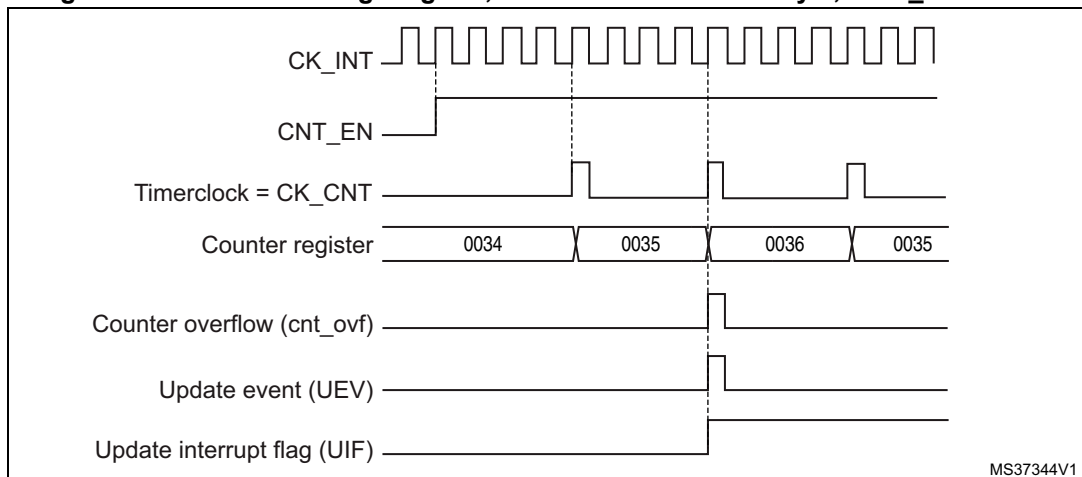 CK_INT
CNT_EN
Timerclock = CK_CNT
Counter register 0034 0035 0036 0035
Counter overflow (cnt_ovf)
Update event (UEV)
Update interrupt flag (UIF)
MS37344V1